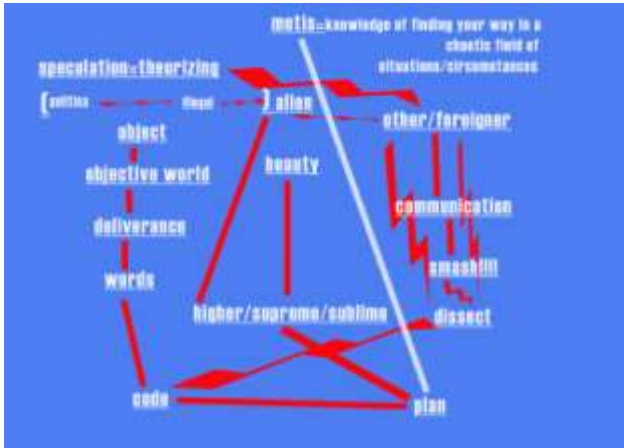 metis=knowledge of finding your way in a
chaotic field of
situations/circumstances
speculation=theorizing
( politics illegal ) alien
other/foreigner
object
beauty
objective world
communication
deliverance
smash!!!!
words
higher/supreme/sublime
dissect
code
plan